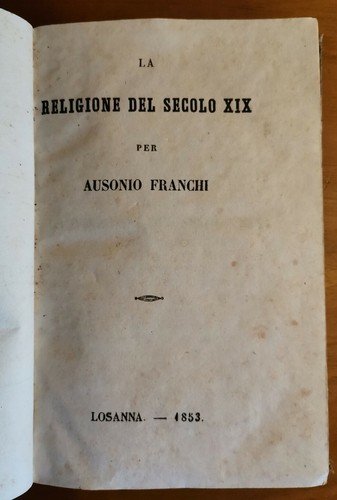 LA
RELIGIONE DEL SECOLO XIX
PER
AUSONIO FRANCHI
LOSANNA. — 1853.